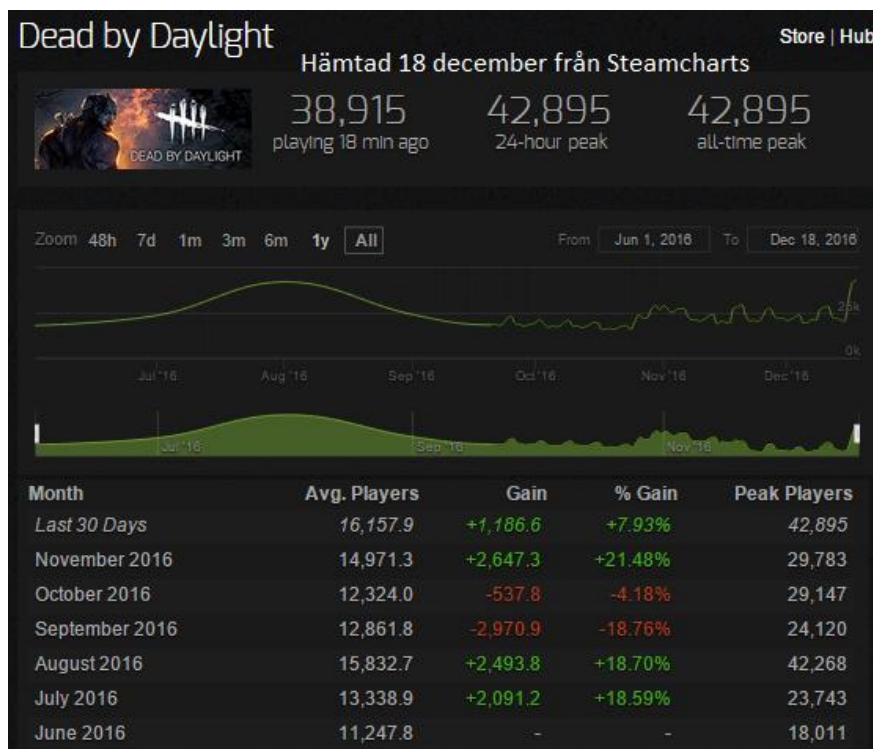 Dead by Daylight
Store | Hub
Hämtad 18 december från Steamcharts
38,915 42,895 42,895
playing 18 min ago 24-hour peak all-time peak
DEAD BY DAYLIGHT
Zoom 48h 7d 1m 3m 6m 1y All From Jun 1, 2016 To Dec 18, 2016
25k
0k
Jul '16 Aug '16 Sep '16 Oct '16 Nov '16 Dec '16
Jul '16 Sep '16 Nov '16
Month Avg. Players Gain % Gain Peak Players
Last 30 Days 16,157.9 +1,186.6 +7.93% 42,895
November 2016 14,971.3 +2,647.3 +21.48% 29,783
October 2016 12,324.0 -537.8 -4.18% 29,147
September 2016 12,861.8 -2,970.9 -18.76% 24,120
August 2016 15,832.7 +2,493.8 +18.70% 42,268
July 2016 13,338.9 +2,091.2 +18.59% 23,743
June 2016 11,247.8 - - 18,011